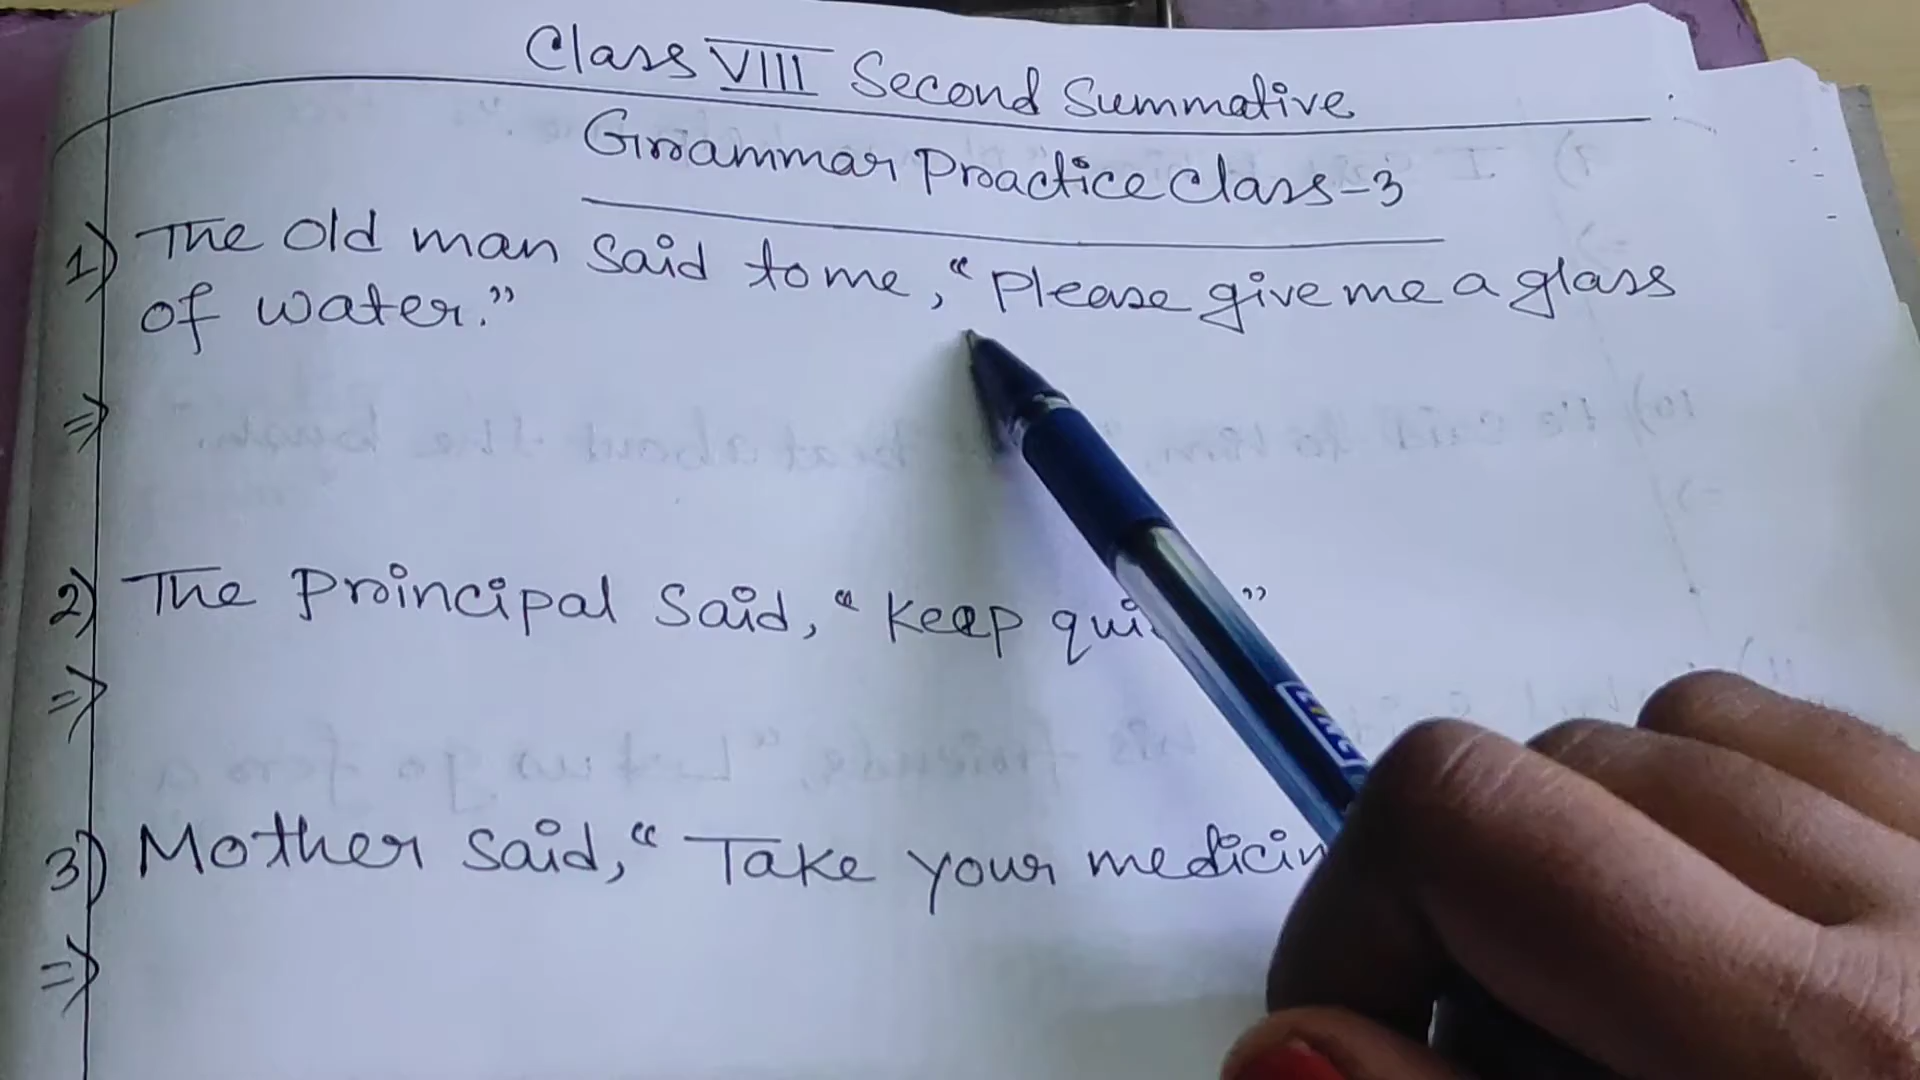 Class VIII Second Summative
Grammar Practice Class-3
1) The old man said to me, "Please give me a glass
of water."
⇒
2) The Principal said, "Keep "
⇒
3) Mother said, "Take your
⇒